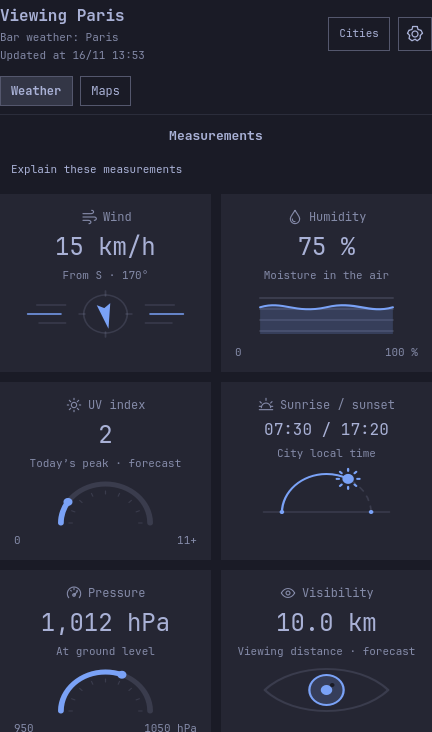 Viewing Paris
Bar weather: Paris
Updated at 16/11 13:53
Cities
Weather
Maps
Measurements
Explain these measurements
Wind
15 km/h
From S · 170°
Humidity
75 %
Moisture in the air
0
100 %
UV index
2
Today's peak · forecast
0
11+
Sunrise / sunset
07:30 / 17:20
City local time
Pressure
1,012 hPa
At ground level
950
1050 hPa
Visibility
10.0 km
Viewing distance · forecast